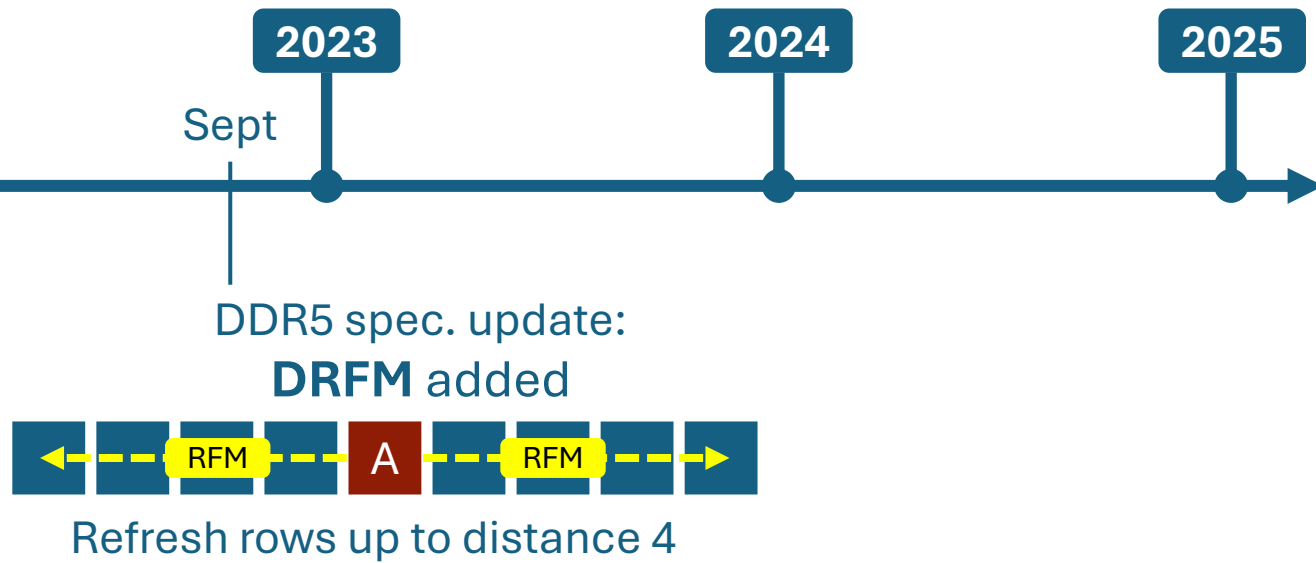 2023
2024
2025
Sept
DDR5 spec. update:
DRFM added
RFM
A
RFM
Refresh rows up to distance 4